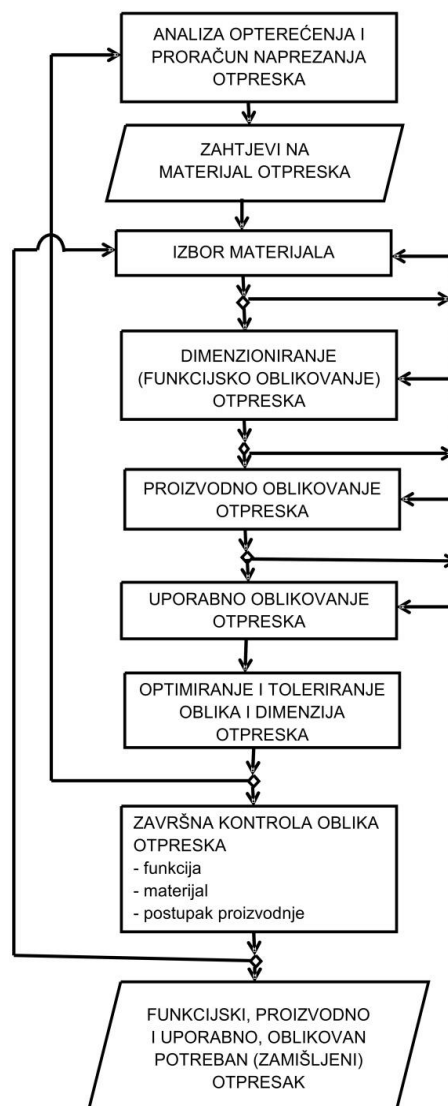 ANALIZA OPTEREĆENJA I
PRORAČUN NAPREZANJA
OTPRESKA
ZAHTJEVI NA
MATERIJAL OTPRESKA
IZBOR MATERIJALA
DIMENZIONIRANJE
(FUNKCIJSKO OBLIKOVANJE)
OTPRESKA
PROIZVODNO OBLIKOVANJE
OTPRESKA
UPORABNO OBLIKOVANJE
OTPRESKA
OPTIMIRANJE I TOLERIRANJE
OBLIKA I DIMENZIJA
OTPRESKA
ZAVRŠNA KONTROLA OBLIKA
OTPRESKA
- funkcija
- materijal
- postupak proizvodnje
FUNKCIJSKI, PROIZVODNO
I UPORABNO, OBLIKOVAN
POTREBAN (ZAMIŠLJENI)
OTPRESAK